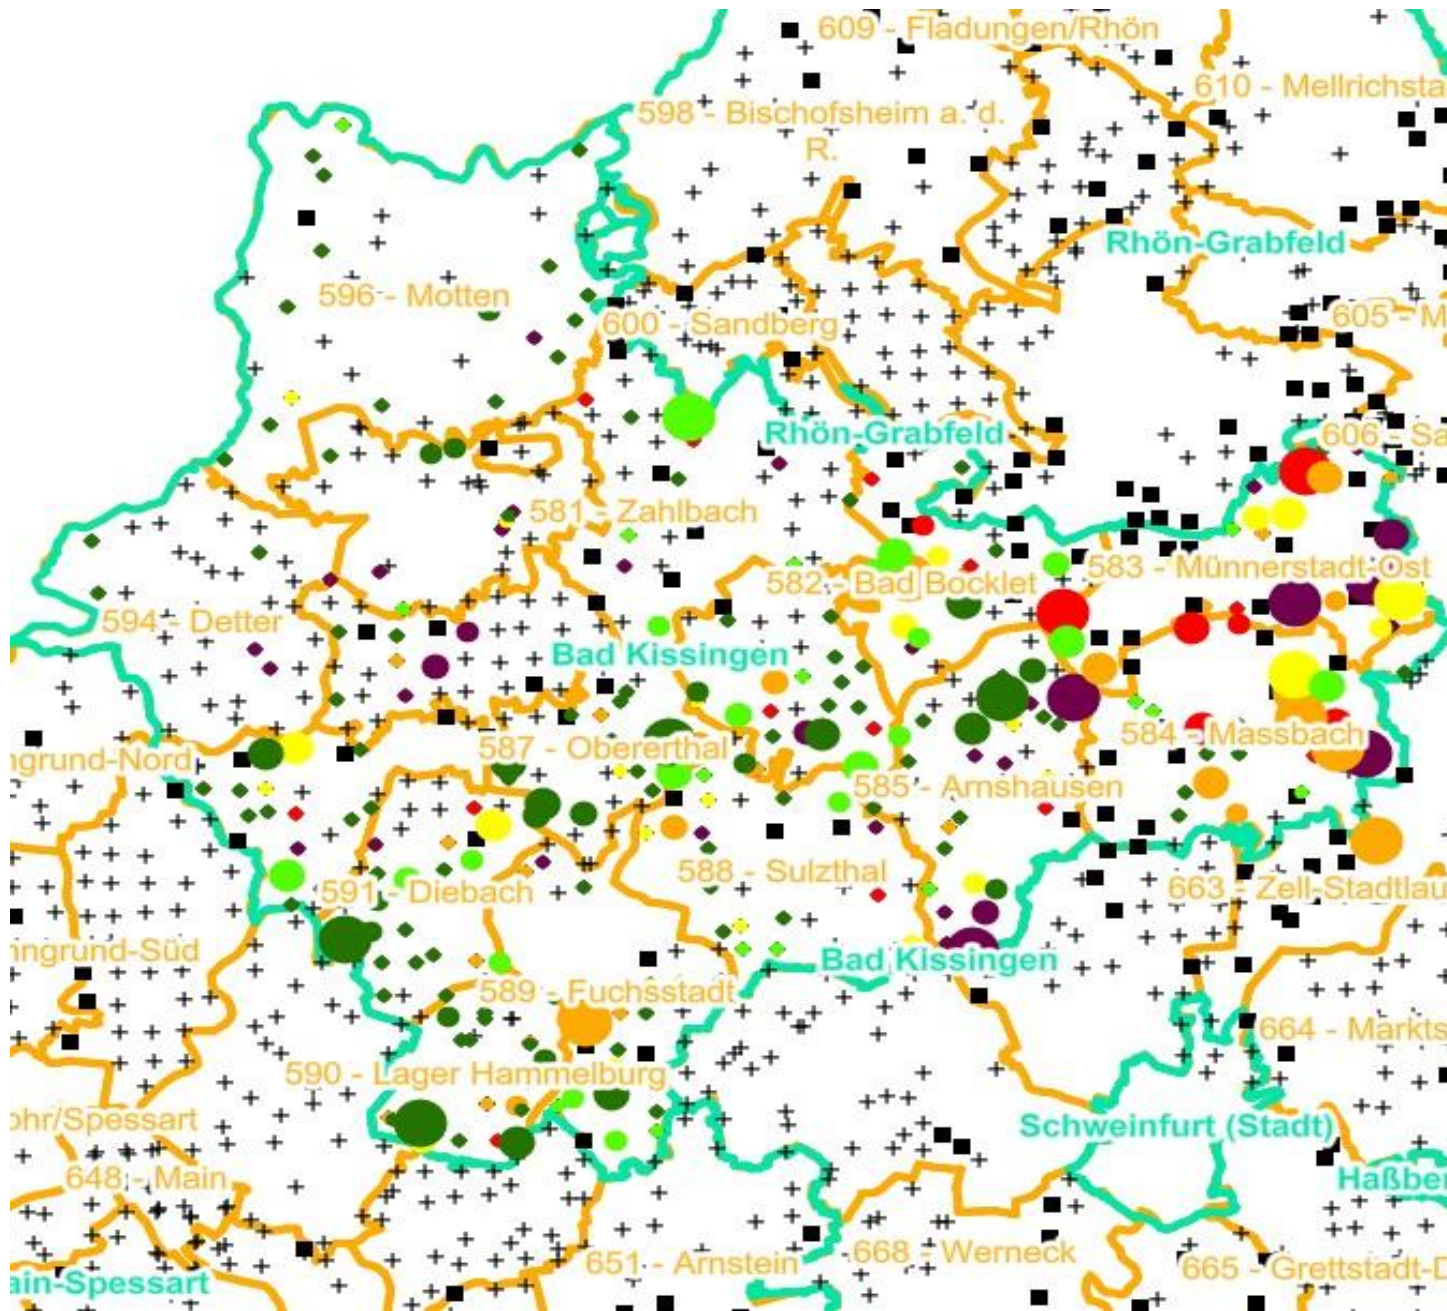 609 - Fladungen/Rhön
610 - Mellrichsta
598 - Bischofsheim a. d.
R.
Rhön-Grabfeld
596 - Motten
600 - Sandberg
605 - M
Rhön-Grabfeld
606 - Sa
581 - Zahlbach
582 - Bad Bocklet
583 - Münnerstadt-Ost
594 - Detter
Bad Kissingen
584 - Massbach
587 - Obererthal
ngrund-Nord
585 - Arnshausen
588 - Sulzthal
591 - Diebach
663 - Zell-Stadtlau
nngrund-Süd
Bad Kissingen
589 - Fuchsstadt
664 - Markts
590 - Lager Hammelburg
ohr/Spessart
Schweinfurt (Stadt)
648 - Main
Haßber
668 - Werneck
651 - Arnstein
665 - Grettstadt-D
ain-Spessart